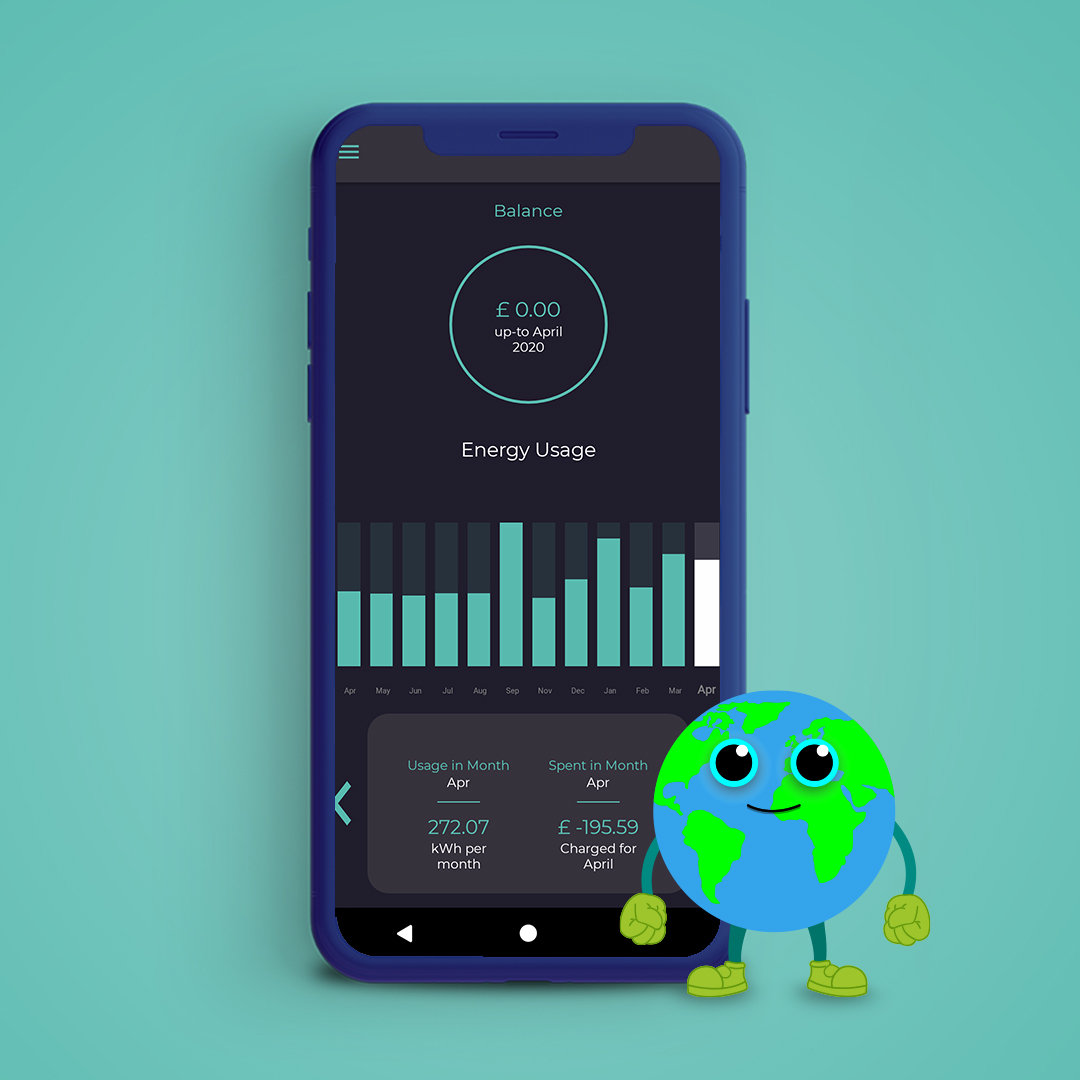 Balance
£ 0.00
up-to April
2020
Energy Usage
Apr May Jun Jul Aug Sep Nov Dec Jan Feb Mar Apr
Usage in Month
Apr
272.07
kWh per
month
Spent in Month
Apr
£ -195.59
Charged for
April